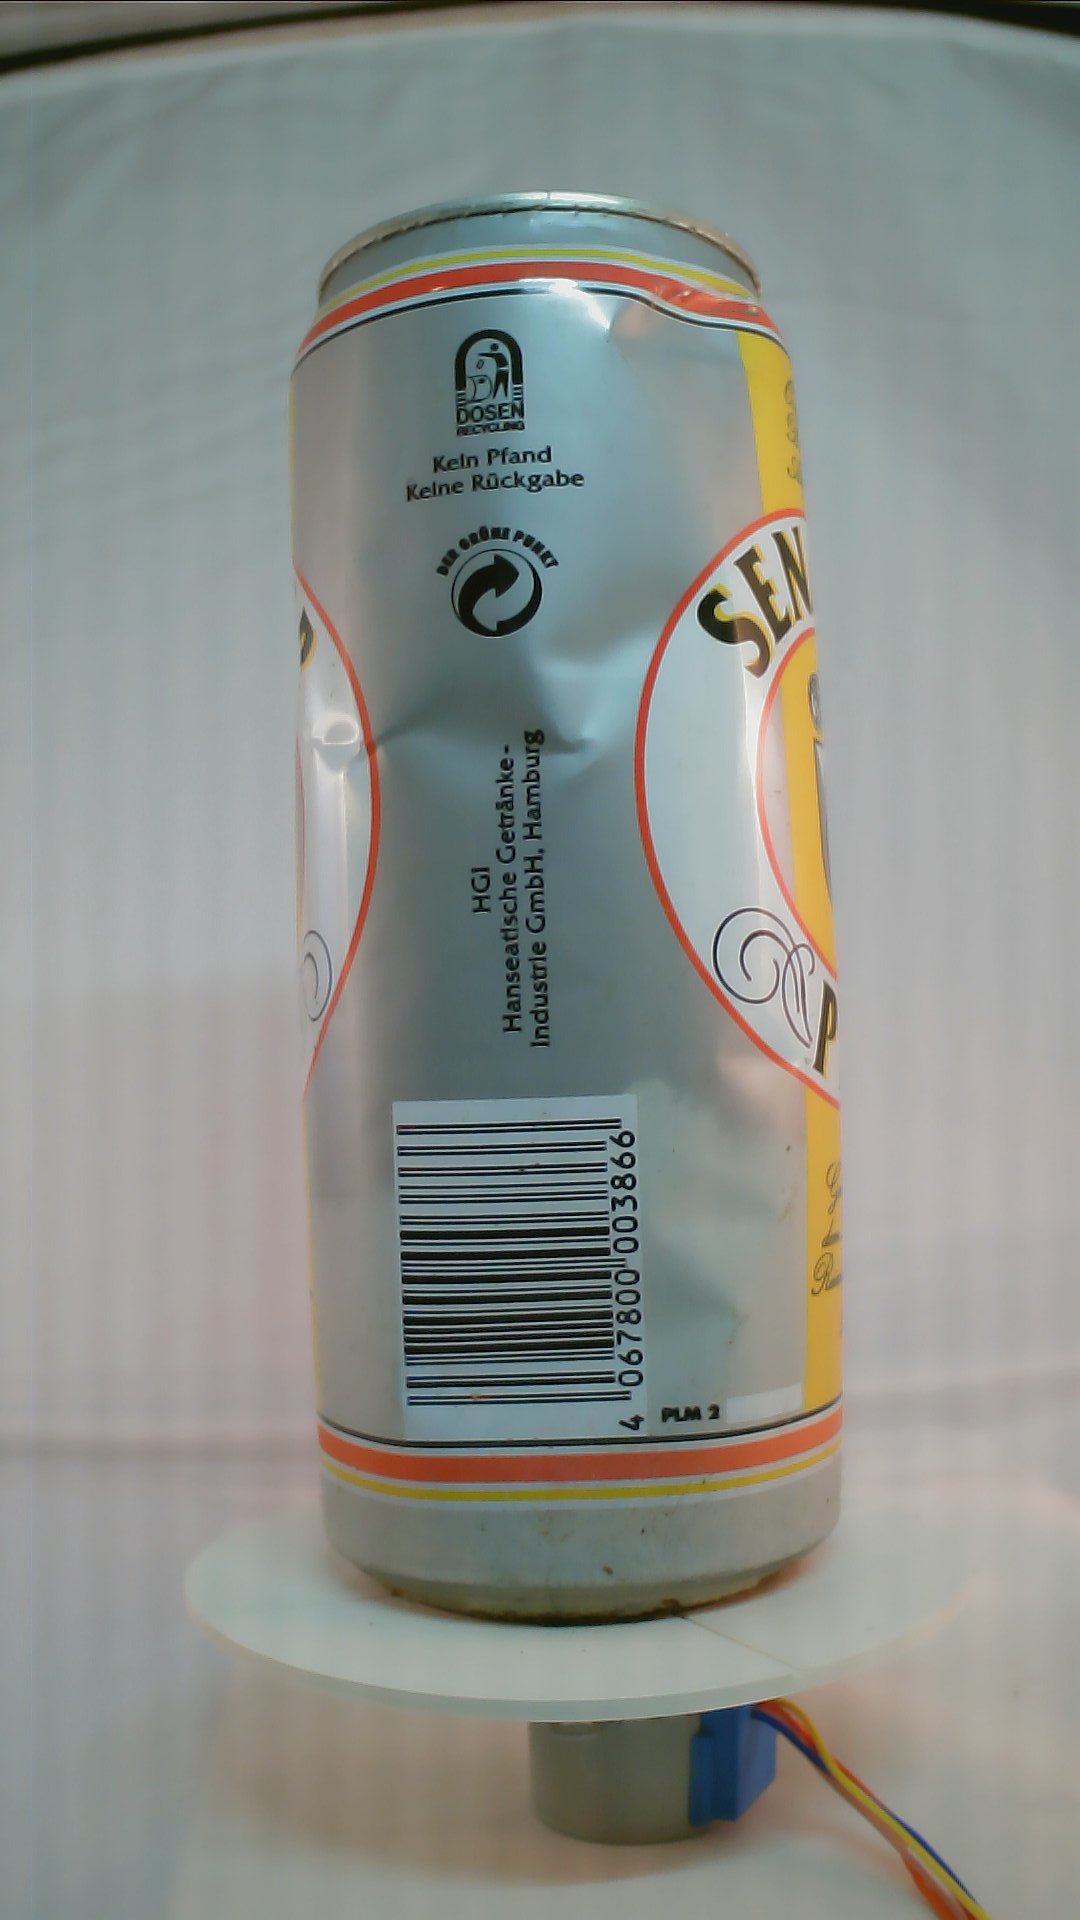 DOSEN
RECYCLING
Kein Pfand
Keine Rückgabe
DER GRÜNE PUNKT
SEN
HGI
Hanseatische Getränke-
Industrie GmbH, Hamburg
P
4 067800 003866
PLM 2